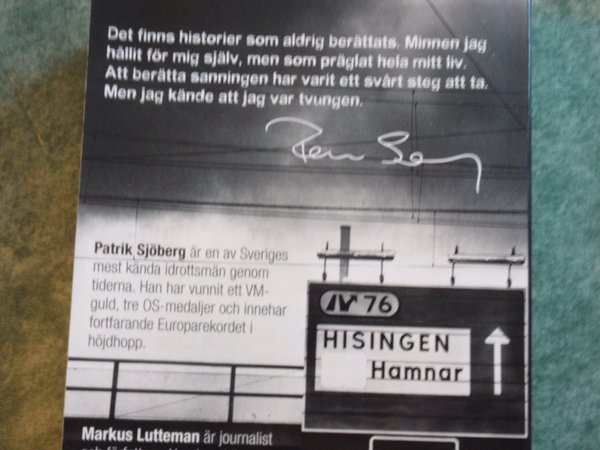 Det finns historier som aldrig berättats. Minnen jag
hållit för mig själv, men som präglat hela mitt liv.
Att berätta sanningen har varit ett svårt steg att ta.
Men jag kände att jag var tvungen.
Patrik Sjöberg är en av Sveriges
mest kända idrottsmän genom
tiderna. Han har vunnit ett VM-
guld, tre OS-medaljer och innehar
fortfarande Europarekordet i
höjdhopp.
76
HISINGEN
Hamnar
Markus Lutteman är journalist